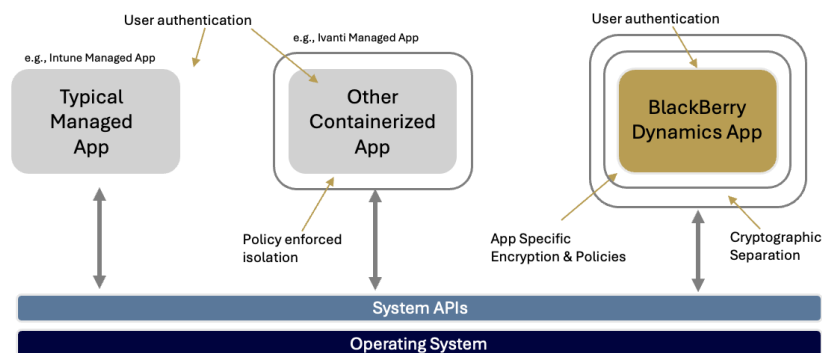 User authentication
User authentication
e.g., Ivanti Managed App
e.g., Intune Managed App
Typical
Managed
App
Other
Containerized
App
BlackBerry
Dynamics App
Policy enforced
isolation
App Specific
Encryption & Policies
Cryptographic
Separation
System APIs
Operating System